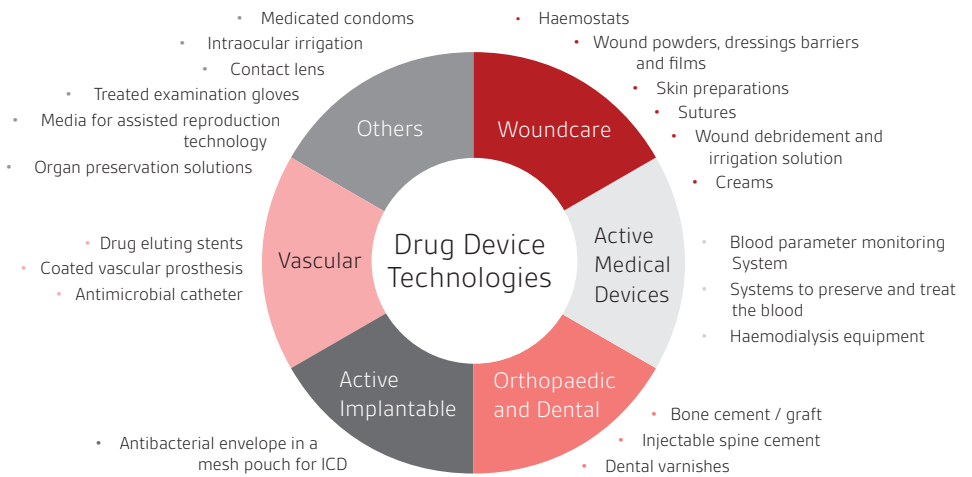 • Medicated condoms
• Intraocular irrigation
• Contact lens
• Treated examination gloves
• Media for assisted reproduction
technology
• Organ preservation solutions
Others
• Haemostats
• Wound powders, dressings barriers
and films
• Skin preparations
• Sutures
• Wound debridement and
irrigation solution
• Creams
Woundcare
Drug Device
Technologies
• Drug eluting stents
• Coated vascular prosthesis
• Antimicrobial catheter
Vascular
Active
Medical
Devices
• Blood parameter monitoring
System
• Systems to preserve and treat
the blood
• Haemodialysis equipment
Active
Implantable
• Antibacterial envelope in a
mesh pouch for ICD
Orthopaedic
and Dental
• Bone cement / graft
• Injectable spine cement
• Dental varnishes